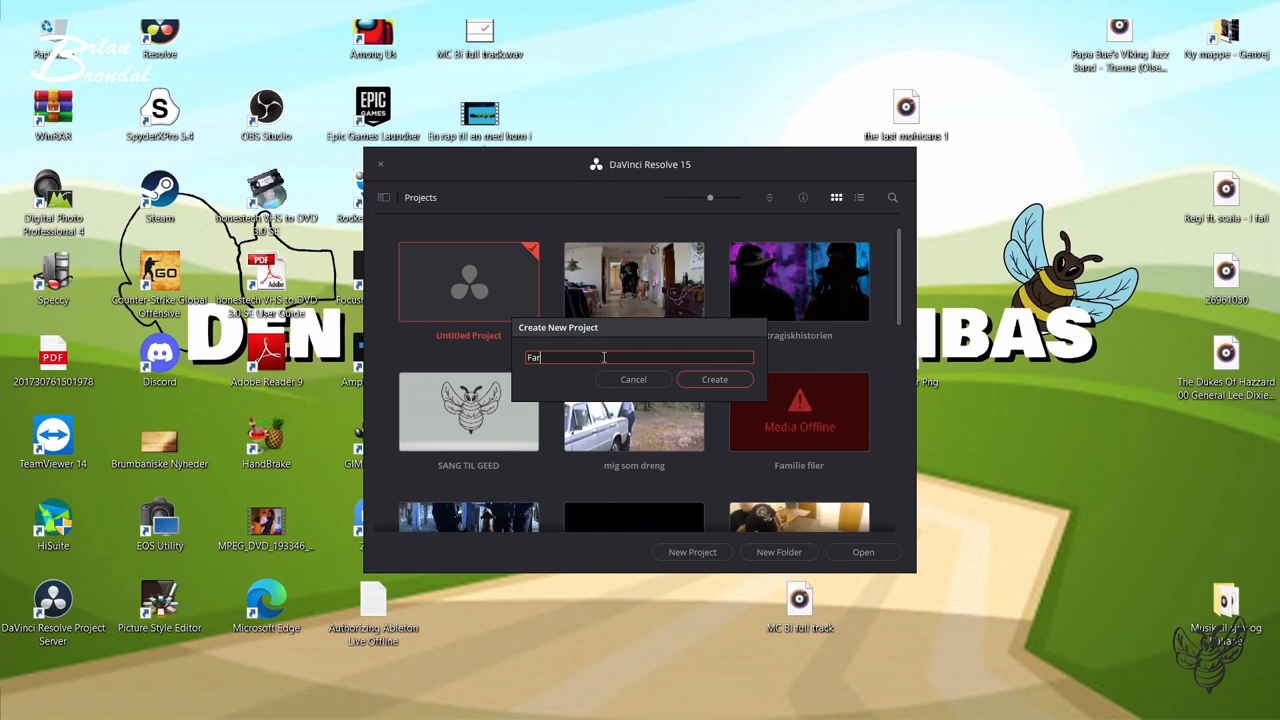 Brian
Brondal
Resolve
Among Us
MC Bi full track.wav
Papa Bue's Viking Jazz
Band - Theme (Olse...
Ny mappe - Genvej
WinRAR
SpyderXPro 5.4
OBS Studio
Epic Games Launcher
En rap til en med horn i
the last mohicans 1
DaVinci Resolve 15
Projects
Digital Photo
Professional 4
Steam
honestech VHS to DVD
3.0 SE
Regi ft. scala - I fail
Speccy
Counter-Strike Global
Offensive
honestech VHS to DVD
3.0 SE User Guide
26961050
DEN
IBAS
Untitled Project
tragiskhistorien
Create New Project
Far
Cancel
Create
201730761501978
Discord
Adobe Reader 9
Png
The Dukes Of Hazzard
00 General Lee Dixie...
Media Offline
TeamViewer 14
Brumbaniske Nyheder
HandBrake
SANG TIL GEED
mig som dreng
Familie filer
HiSuite
EOS Utility
MPEG_DVD_193346_...
New Project
New Folder
Open
DaVinci Resolve Project
Server
Picture Style Editor
Microsoft Edge
Authorizing Ableton
Live Offline
MC Bi full track